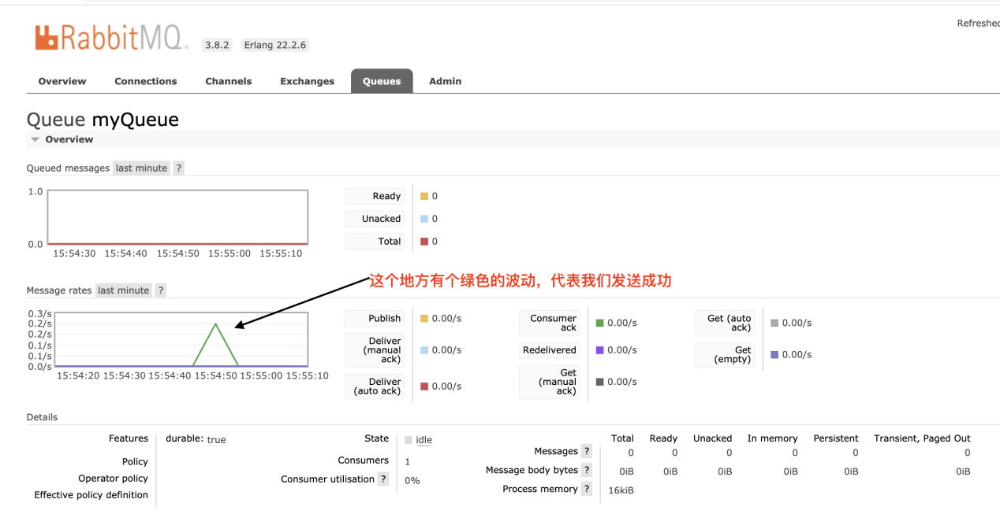 Refreshed
RabbitMQ TM 3.8.2 Erlang 22.2.6
Overview Connections Channels Exchanges Queues Admin
Queue myQueue
Overview
Queued messages last minute ?
1.0
0.0
15:54:30 15:54:40 15:54:50 15:55:00 15:55:10
Ready 0
Unacked 0
Total 0
这个地方有个绿色的波动，代表我们发送成功
Message rates last minute ?
0.3/s
0.2/s
0.2/s
0.1/s
0.1/s
0.0/s
15:54:20 15:54:30 15:54:40 15:54:50 15:55:00 15:55:10
Publish 0.00/s
Deliver
(manual 0.00/s
ack)
Deliver
(auto ack) 0.00/s
Consumer
ack 0.00/s
Redelivered 0.00/s
Get
(manual 0.00/s
ack)
Get (auto
ack) 0.00/s
Get
(empty) 0.00/s
Details
Features durable: true
Policy
Operator policy
Effective policy definition
State idle
Consumers 1
Consumer utilisation ? 0%
Total Ready Unacked In memory Persistent Transient, Paged Out
Messages ? 0 0 0 0 0 0
Message body bytes ? 0iB 0iB 0iB 0iB 0iB 0iB
Process memory ? 16kiB